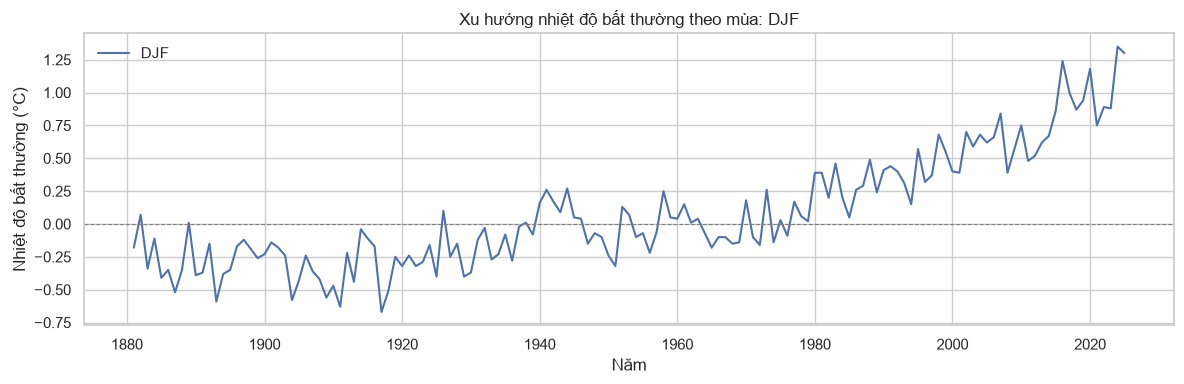 Xu hướng nhiệt độ bất thường theo mùa: DJF
DJF
Nhiệt độ bất thường (°C)
1.25
1.00
0.75
0.50
0.25
0.00
−0.25
−0.50
−0.75
1880 1900 1920 1940 1960 1980 2000 2020
Năm